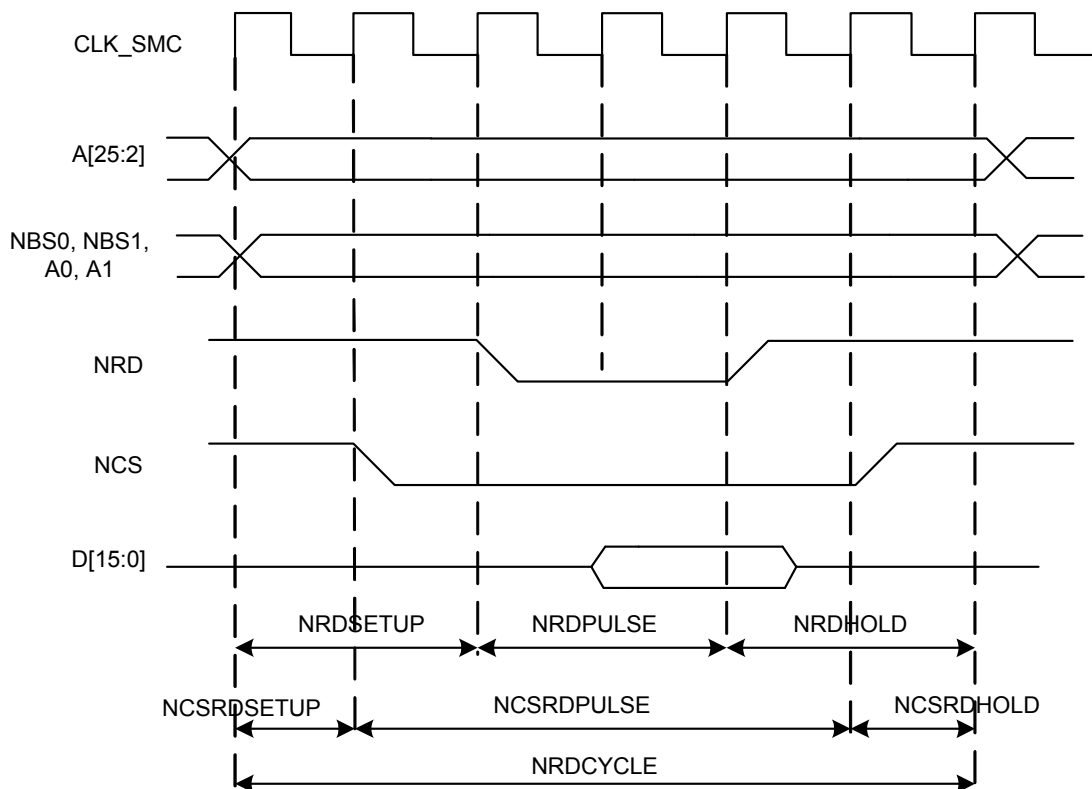 CLK_SMC
A[25:2]
NBS0, NBS1,
A0, A1
NRD
NCS
D[15:0]
NRDSETUP
NRDPULSE
NRDHOLD
NCSRDSETUP
NCSRDPULSE
NCSRDHOLD
NRDCYCLE